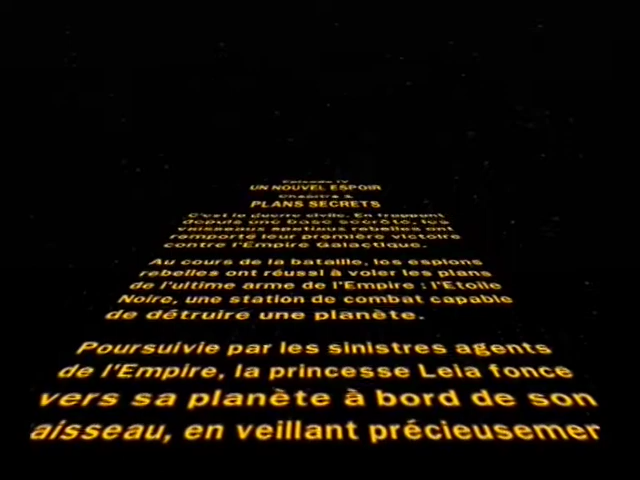 Episode IV
UN NOUVEL ESPOIR
Chapitre
PLANS SECRETS
C'est la guerre civile. En frappant
depuis une base secrète, les
vaisseaux spatiaux rebelles ont
remporté leur première victoire
contre l'Empire Galactique.
Au cours de la bataille, les espions
rebelles ont réussi à voler les plans
de l'ultime arme de l'Empire : l'Etoile
Noire, une station de combat capable
de détruire une planète.
Poursuivie par les sinistres agents
de l'Empire, la princesse Leia fonce
vers sa planète à bord de son
aisseau, en veillant précieusemer